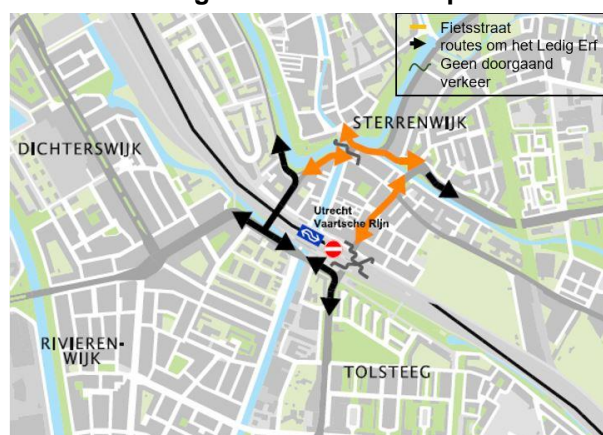 Fietsstraat
routes om het Ledig Erf
Geen doorgaand
verkeer
STERRENWIJK
DICHTERSWIJK
Utrecht
Vaartsche RIjn
RIVIEREN-
WIJK
TOLSTEEG